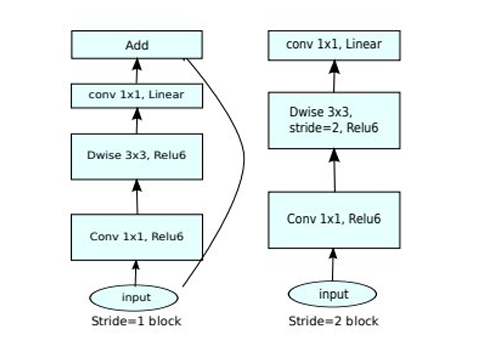 Add
conv 1x1, Linear
Dwise 3x3, Relu6
Conv 1x1, Relu6
input
Stride=1 block
conv 1x1, Linear
Dwise 3x3,
stride=2, Relu6
Conv 1x1, Relu6
input
Stride=2 block